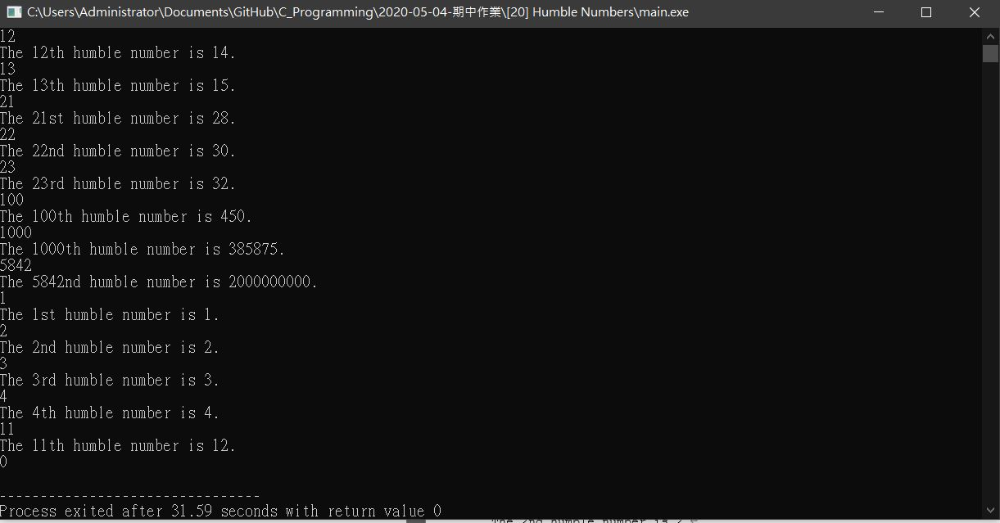 C:\Users\Administrator\Documents\GitHub\C_Programming\2020-05-04-期中作業\[20] Humble Numbers\main.exe
12
The 12th humble number is 14.
13
The 13th humble number is 15.
21
The 21st humble number is 28.
22
The 22nd humble number is 30.
23
The 23rd humble number is 32.
100
The 100th humble number is 450.
1000
The 1000th humble number is 385875.
5842
The 5842nd humble number is 2000000000.
1
The 1st humble number is 1.
2
The 2nd humble number is 2.
3
The 3rd humble number is 3.
4
The 4th humble number is 4.
11
The 11th humble number is 12.
0
--------------------------------
Process exited after 31.59 seconds with return value 0
The 2nd humble number is 2